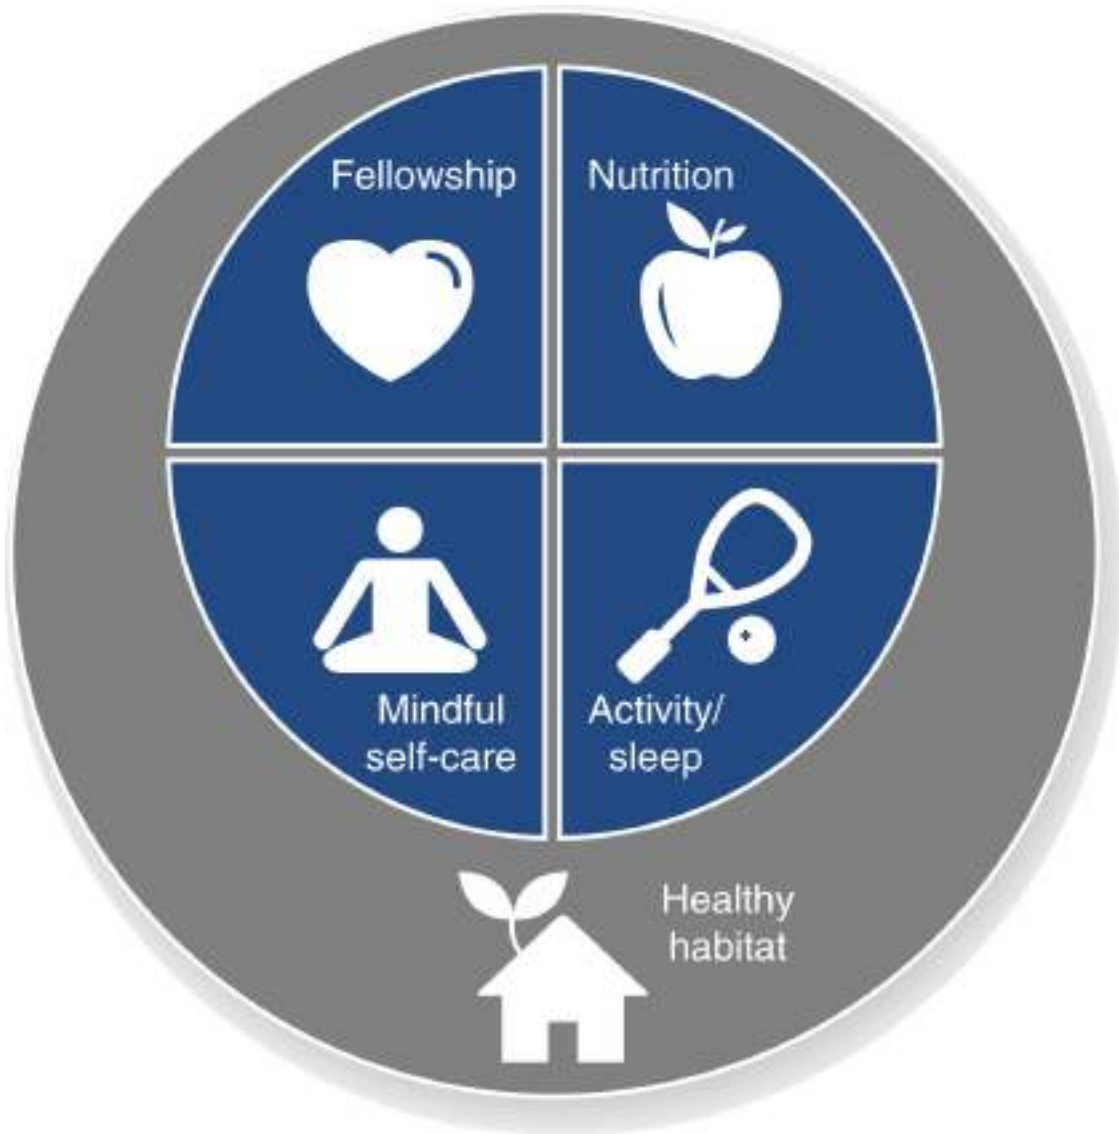 Fellowship
Nutrition
Mindful
self-care
Activity/
sleep
Healthy
habitat